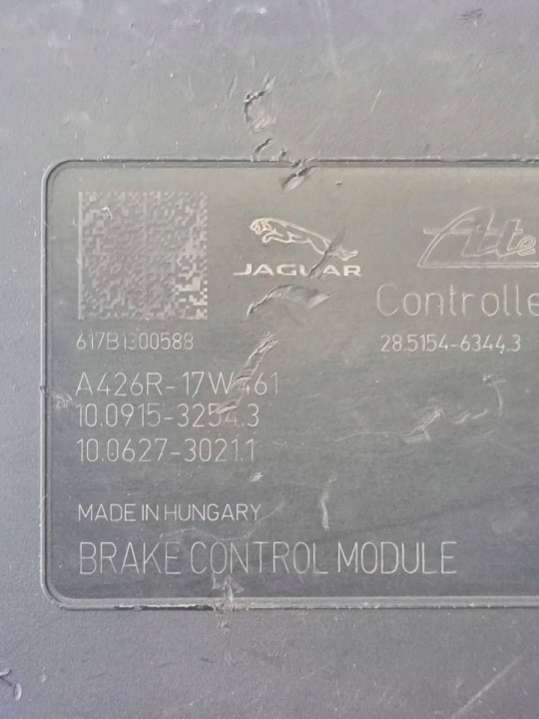 JAGUAR
Ate
Controlle
617B1300588
28.5154-6344.3
A426R-17W461
10.0915-3254.3
10.0627-3021.1
MADE IN HUNGARY
BRAKE CONTROL MODULE